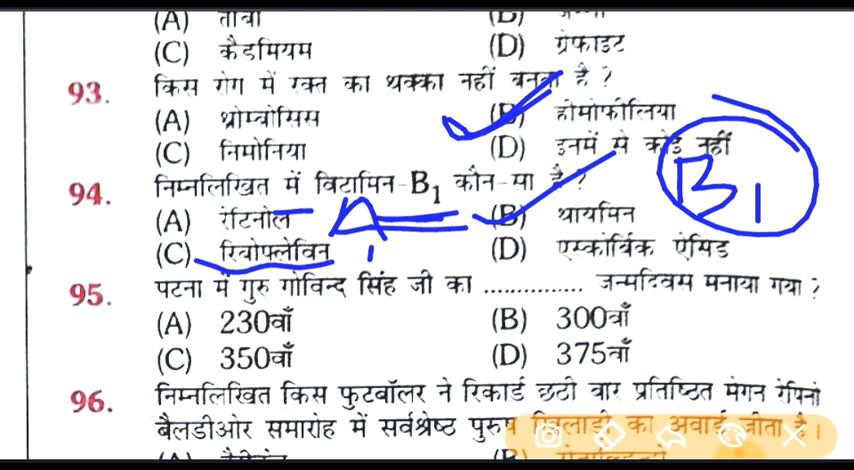 (A) तांबा (B)
(C) कैडमियम (D) ग्रेफाइट
93. किस रोग में रक्त का थक्का नहीं बनता है ?
(A) थ्रोम्बोसिस (B) हीमोफीलिया
(C) निमोनिया (D) इनमें से कोई नहीं
94. निम्नलिखित में विटामिन-B₁ कौन-सा है ?
(A) रेटिनोल A (B) थायमिन B1
(C) रिबोफ्लेविन (D) एस्कोर्बिक ऐसिड
95. पटना में गुरु गोविन्द सिंह जी का ............... जन्मदिवस मनाया गया ?
(A) 230वाँ (B) 300वाँ
(C) 350वाँ (D) 375वाँ
96. निम्नलिखित किस फुटबॉलर ने रिकार्ड छठी बार प्रतिष्ठित मेगन रेपिनो
बैलडीओर समारोह में सर्वश्रेष्ठ पुरुष खिलाड़ी का अवार्ड जीता है।